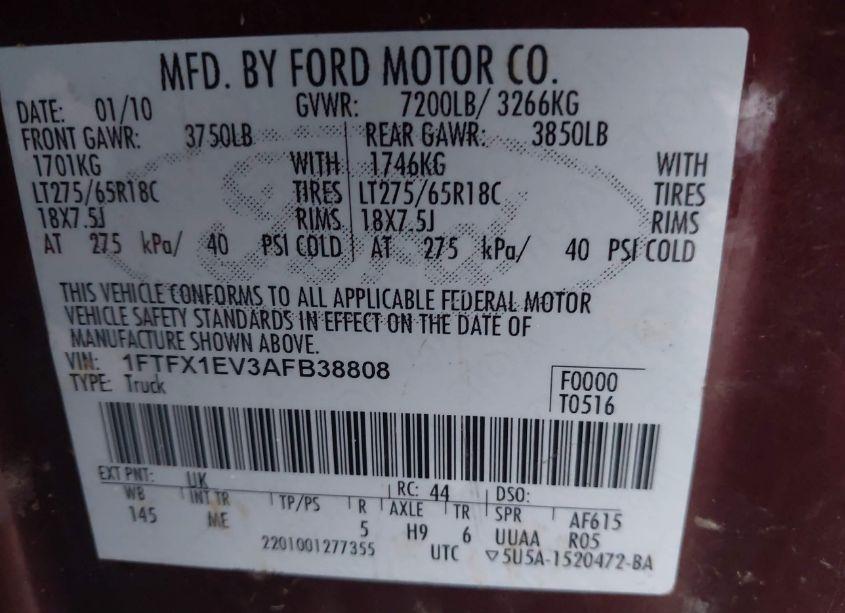 MFD. BY FORD MOTOR CO.
DATE: 01/10 GVWR: 7200LB/ 3266KG
FRONT GAWR: 3750LB REAR GAWR: 3850LB
1701KG WITH 1746KG WITH
LT275/65R18C TIRES LT275/65R18C TIRES
18X7.5J RIMS 18X7.5J RIMS
AT 275 kPa/ 40 PSI COLD AT 275 kPa/ 40 PSI COLD
Ford
THIS VEHICLE CONFORMS TO ALL APPLICABLE FEDERAL MOTOR
VEHICLE SAFETY STANDARDS IN EFFECT ON THE DATE OF
MANUFACTURE SHOWN ABOVE.
VIN: 1FTFX1EV3AFB38808
TYPE: Truck
F0000
T0516
EXT PNT: UK RC: 44 DSO:
WB INT TR TP/PS R AXLE TR SPR AF615
145 ME 5 H9 6 UUAA R05
2201001277355 UTC ▽5U5A-1520472-BA